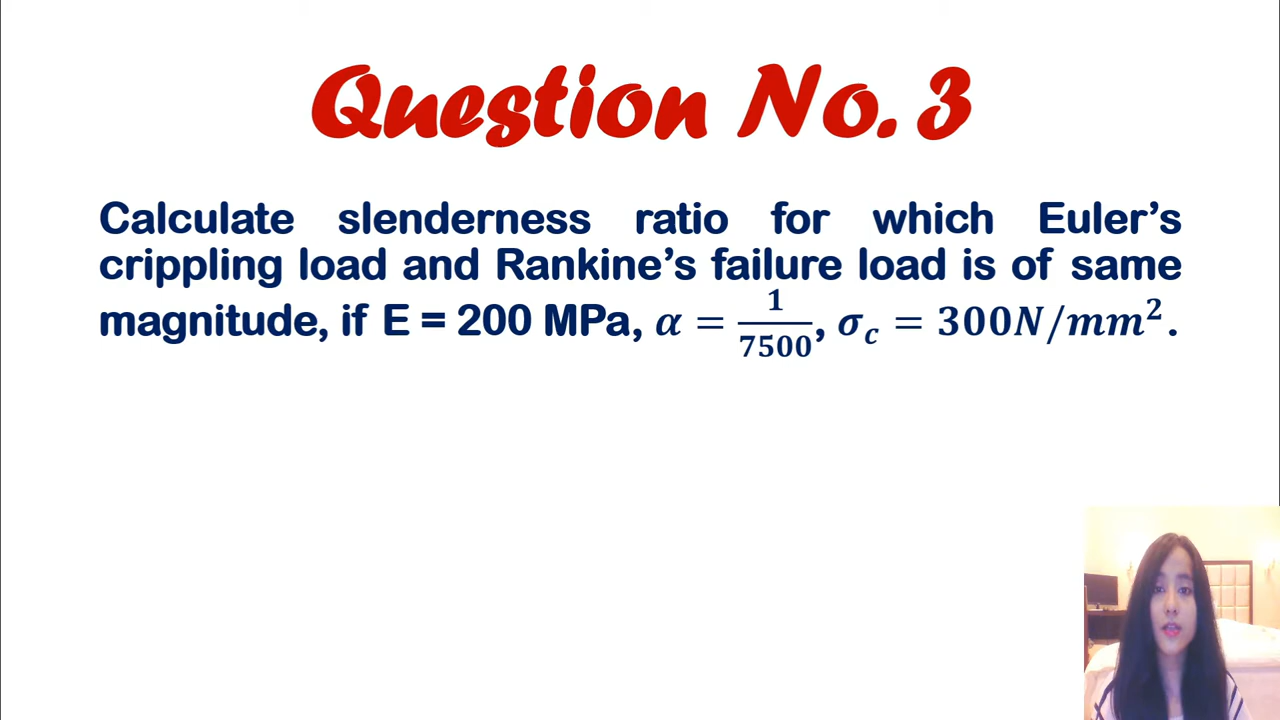 Question No. 3
Calculate slenderness ratio for which Euler’s
crippling load and Rankine’s failure load is of same
magnitude, if E = 200 MPa, α = 1/7500, σ_c = 300N/mm².